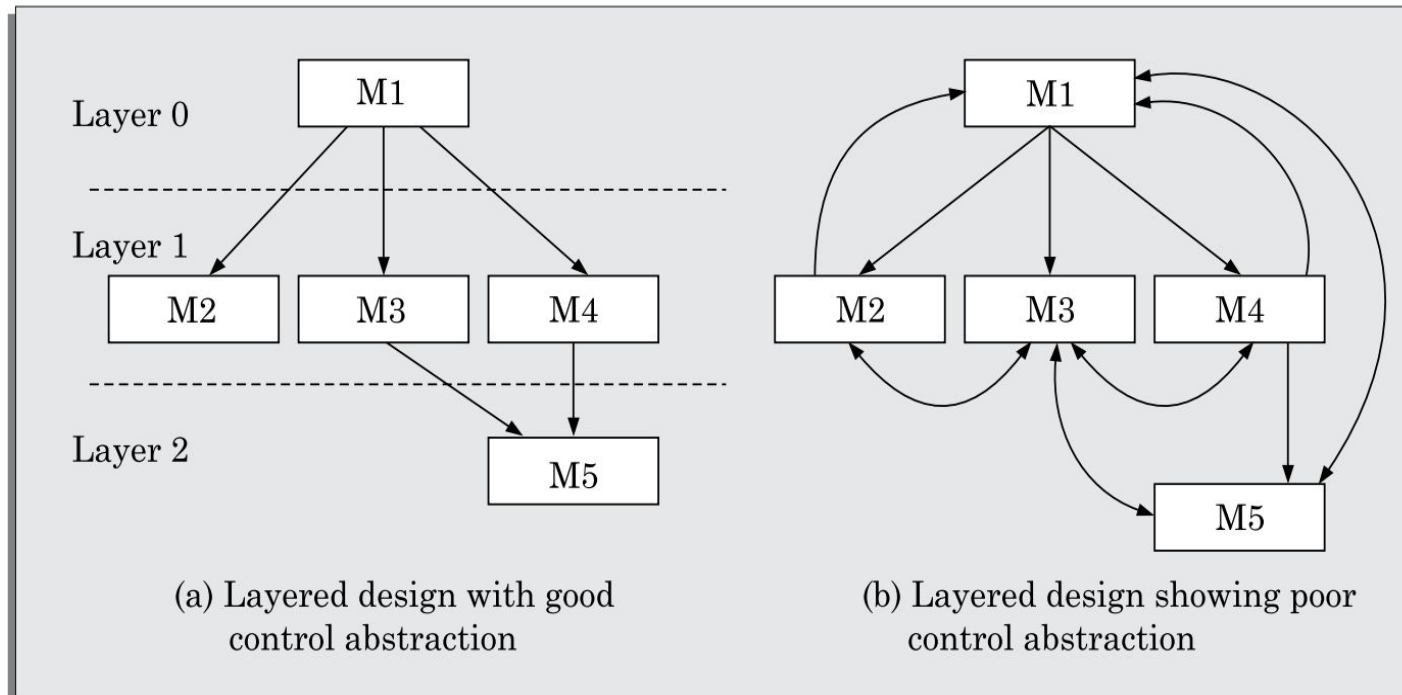 Layer 0
M1
Layer 1
M2
M3
M4
Layer 2
M5
(a) Layered design with good
control abstraction
M1
M2
M3
M4
M5
(b) Layered design showing poor
control abstraction